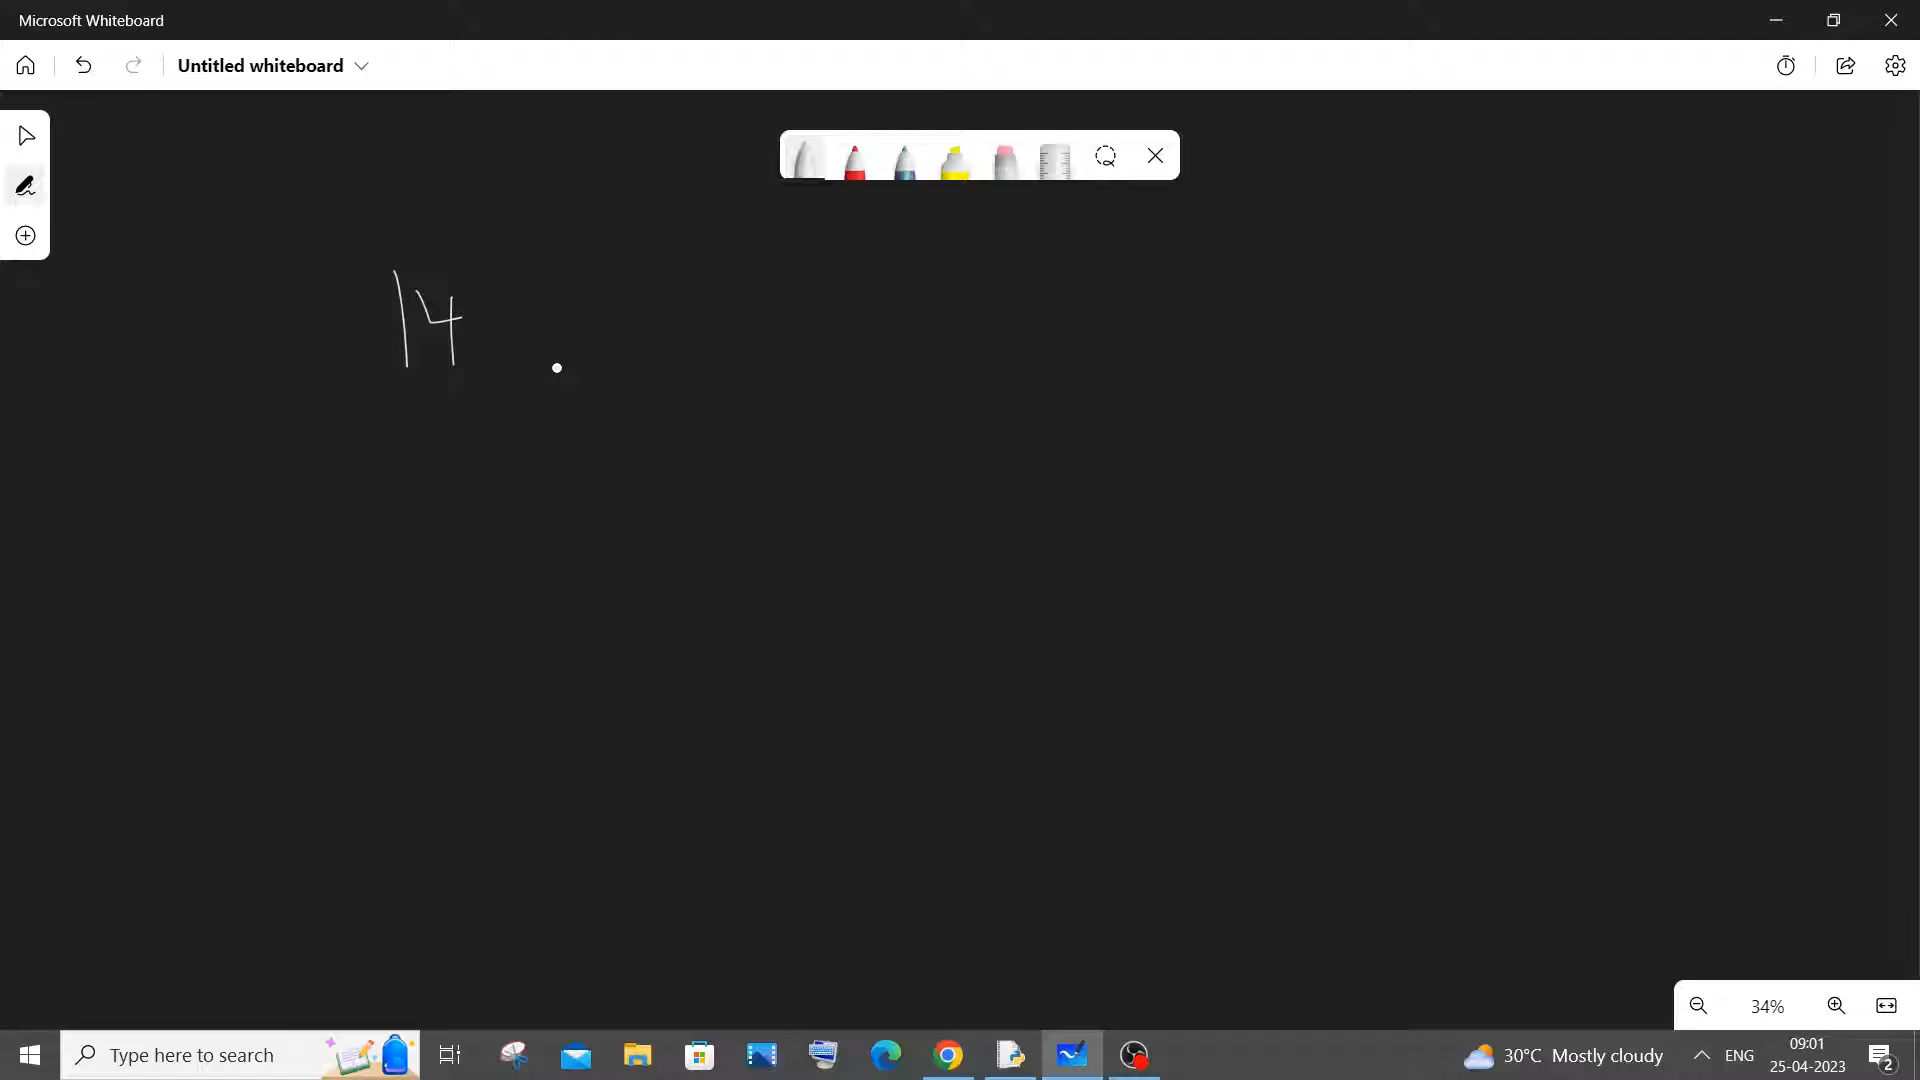 Microsoft Whiteboard
Untitled whiteboard
14
34%
Type here to search
30°C Mostly cloudy
ENG
09:01
25-04-2023
2